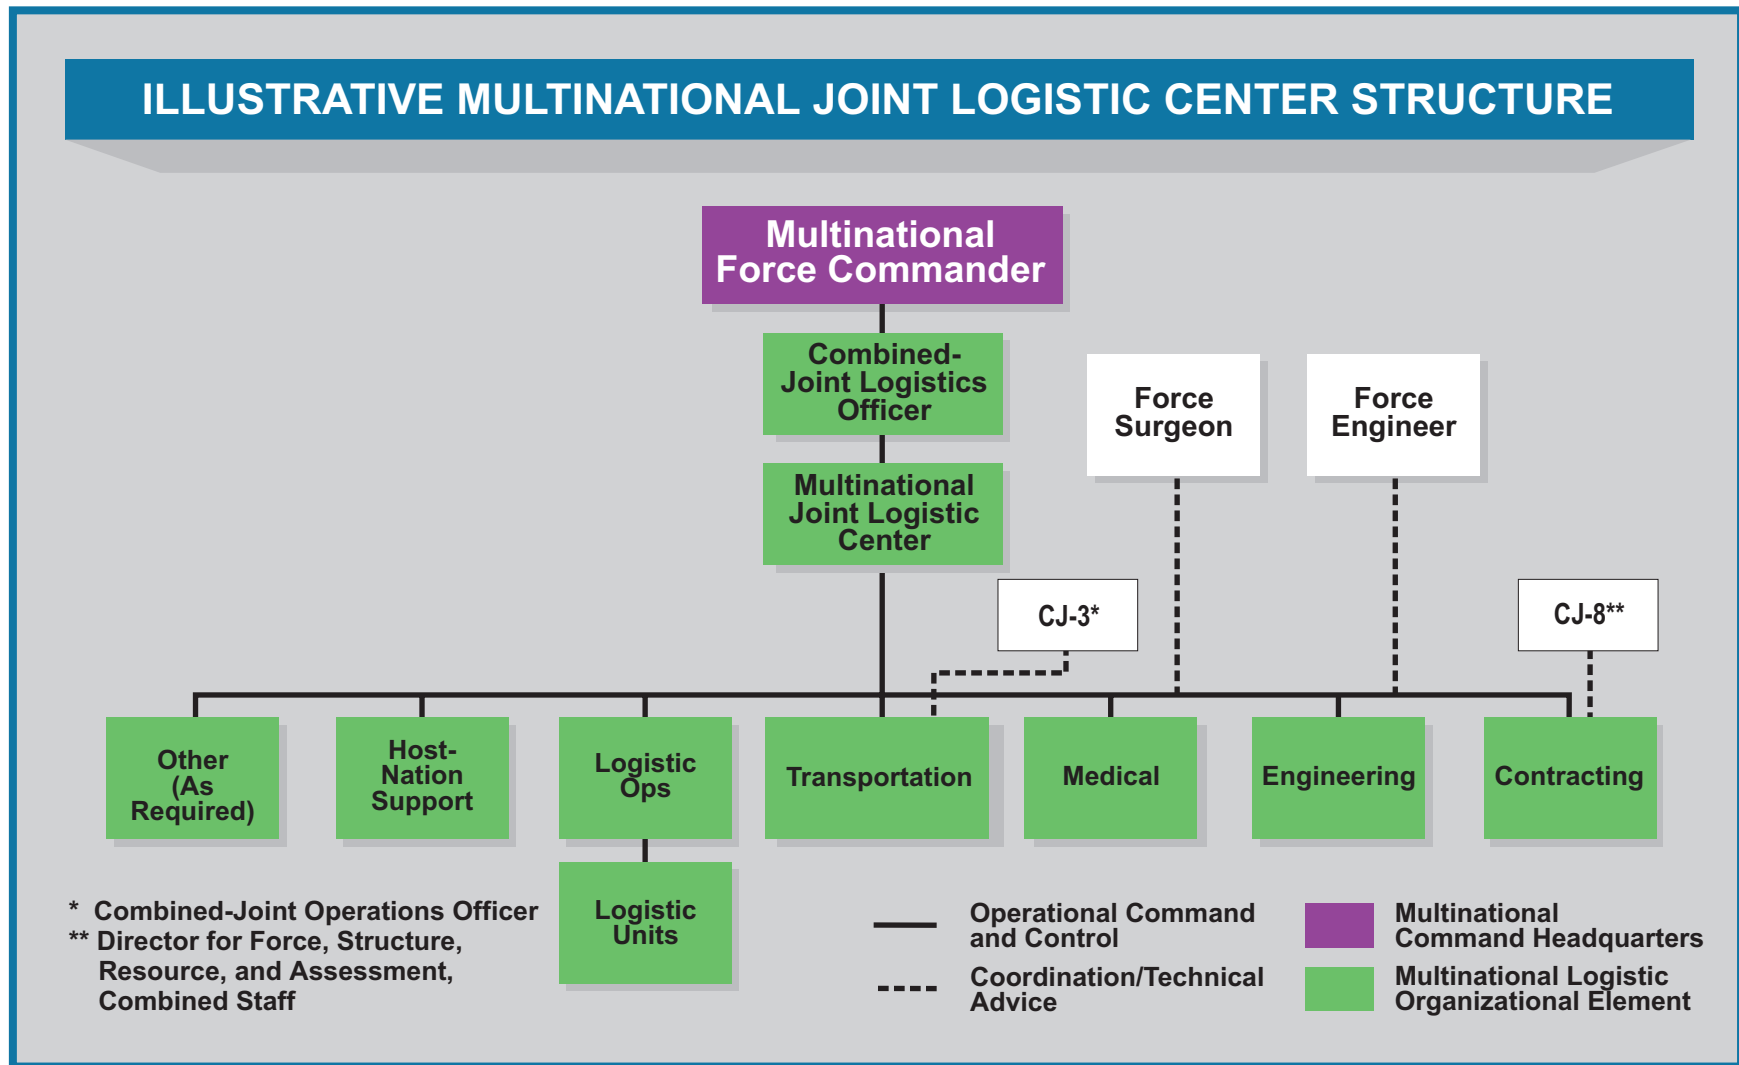 ILLUSTRATIVE MULTINATIONAL JOINT LOGISTIC CENTER STRUCTURE
Multinational
Force Commander
Combined-
Joint Logistics
Officer
Force
Surgeon
Force
Engineer
Multinational
Joint Logistic
Center
CJ-3*
CJ-8**
Other
(As
Required)
Host-
Nation
Support
Logistic
Ops
Transportation
Medical
Engineering
Contracting
Logistic
Units
* Combined-Joint Operations Officer
** Director for Force, Structure,
Resource, and Assessment,
Combined Staff
Operational Command
and Control
Coordination/Technical
Advice
Multinational
Command Headquarters
Multinational Logistic
Organizational Element